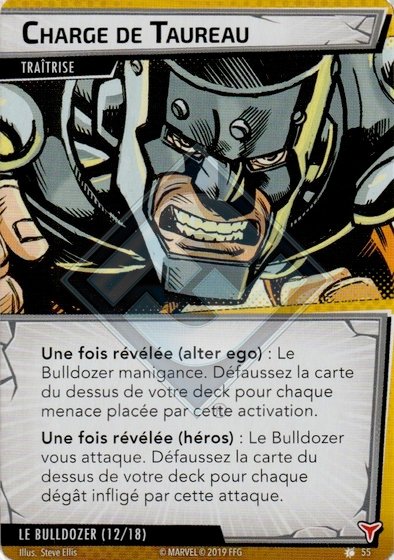 Charge de Taureau
TRAÎTRISE
Une fois révélée (alter ego) : Le
Bulldozer manigance. Défaussez la carte
du dessus de votre deck pour chaque
menace placée par cette activation.
Une fois révélée (héros) : Le Bulldozer
vous attaque. Défaussez la carte du
dessus de votre deck pour chaque
dégât infligé par cette attaque.
LE BULLDOZER (12/18)
Illus. Steve Ellis
© MARVEL © 2019 FFG
55